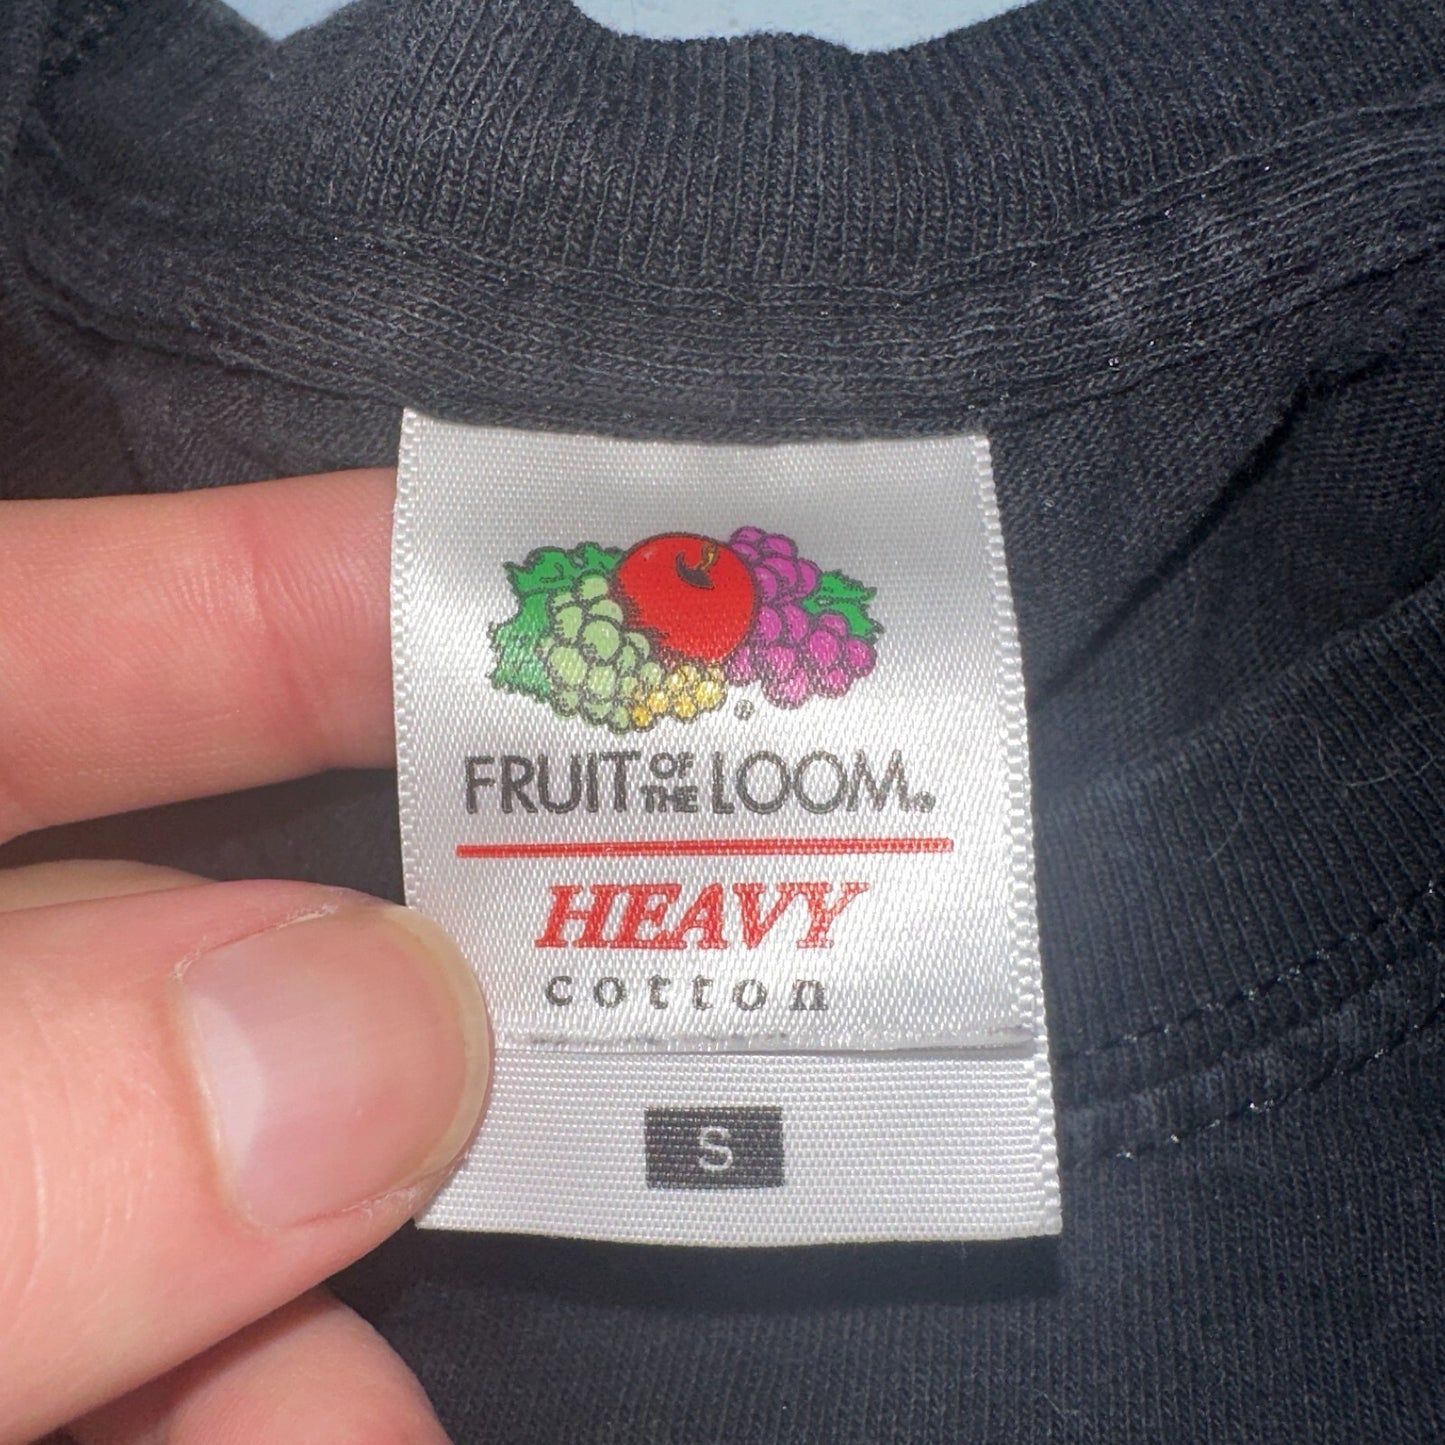 ®
FRUIT OF THE LOOM®
HEAVY
cotton
S